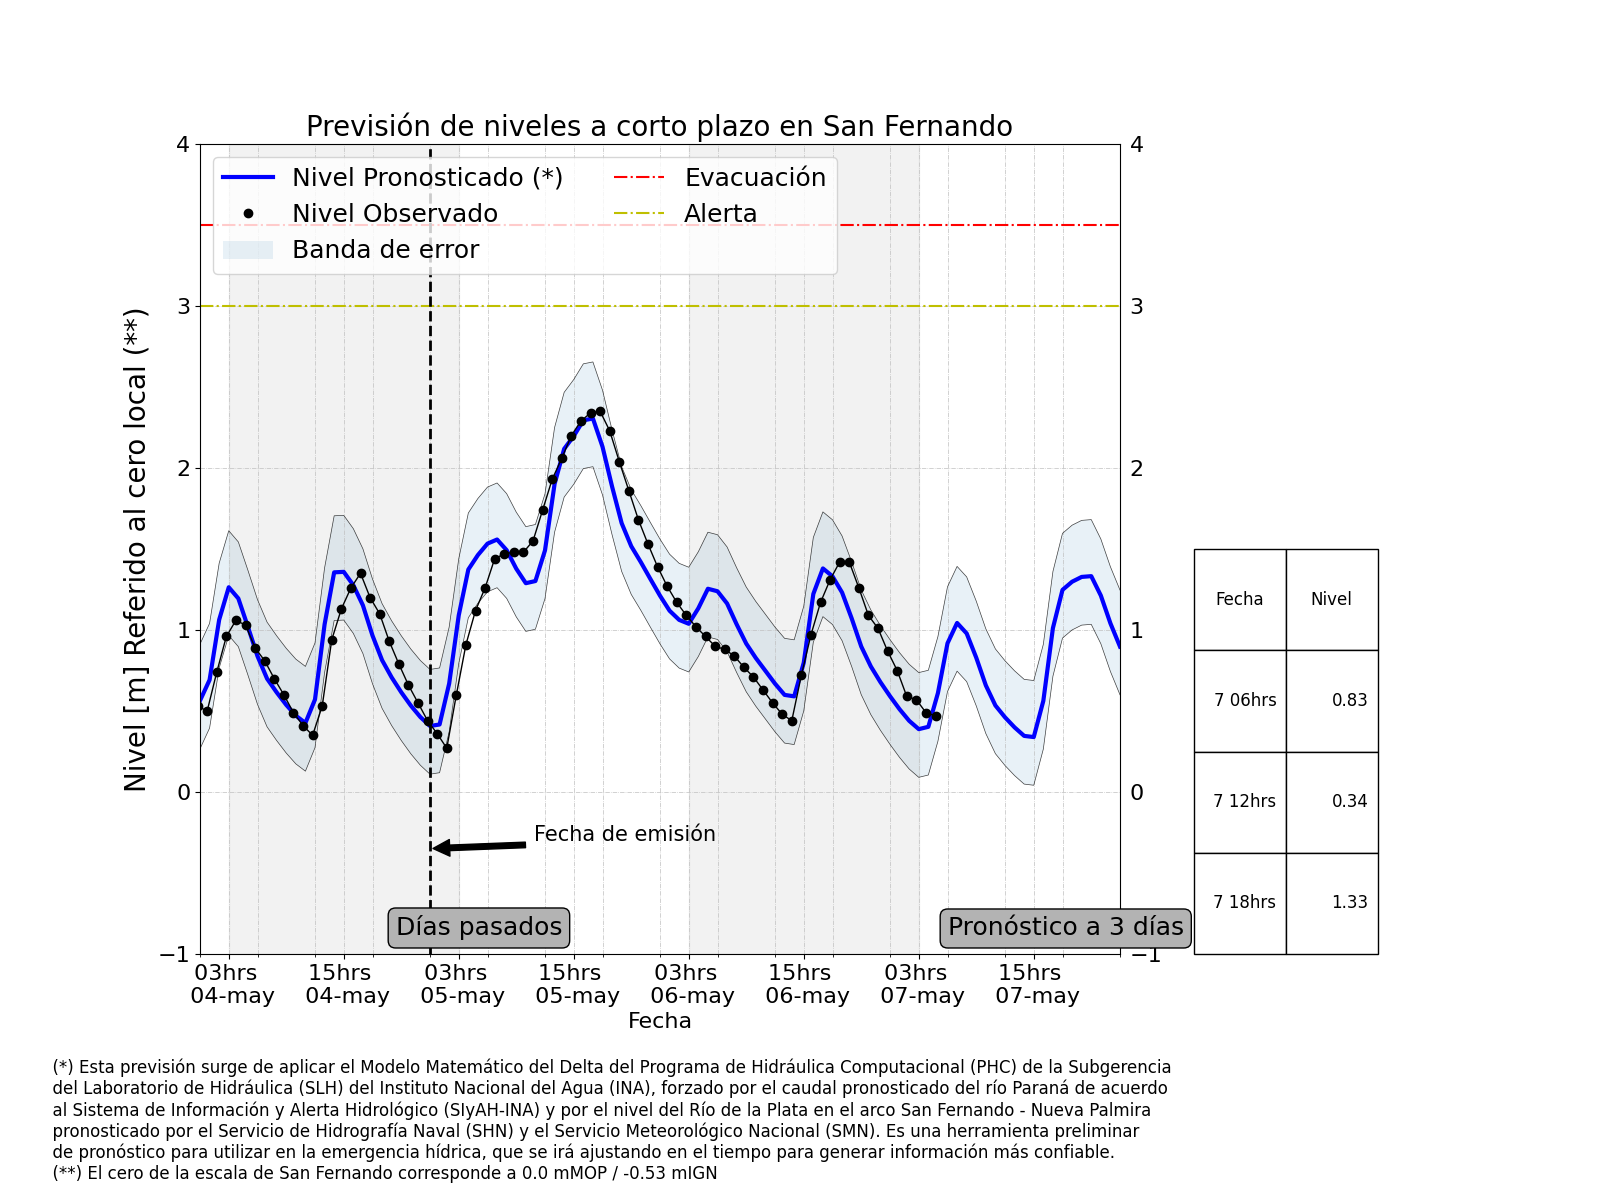 Previsión de niveles a corto plazo en San Fernando
Nivel Pronosticado (*)
Nivel Observado
Banda de error
Evacuación
Alerta
Nivel [m] Referido al cero local (**)
4
3
2
1
0
−1
4
3
2
1
0
−1
Fecha de emisión
Días pasados
Pronóstico a 3 días
03hrs 15hrs 03hrs 15hrs 03hrs 15hrs 03hrs 15hrs
04-may 04-may 05-may 05-may 06-may 06-may 07-may 07-may
Fecha
Fecha Nivel
7 06hrs 0.83
7 12hrs 0.34
7 18hrs 1.33
(*) Esta previsión surge de aplicar el Modelo Matemático del Delta del Programa de Hidráulica Computacional (PHC) de la Subgerencia
del Laboratorio de Hidráulica (SLH) del Instituto Nacional del Agua (INA), forzado por el caudal pronosticado del río Paraná de acuerdo
al Sistema de Información y Alerta Hidrológico (SIyAH-INA) y por el nivel del Río de la Plata en el arco San Fernando - Nueva Palmira
pronosticado por el Servicio de Hidrografía Naval (SHN) y el Servicio Meteorológico Nacional (SMN). Es una herramienta preliminar
de pronóstico para utilizar en la emergencia hídrica, que se irá ajustando en el tiempo para generar información más confiable.
(**) El cero de la escala de San Fernando corresponde a 0.0 mMOP / -0.53 mIGN